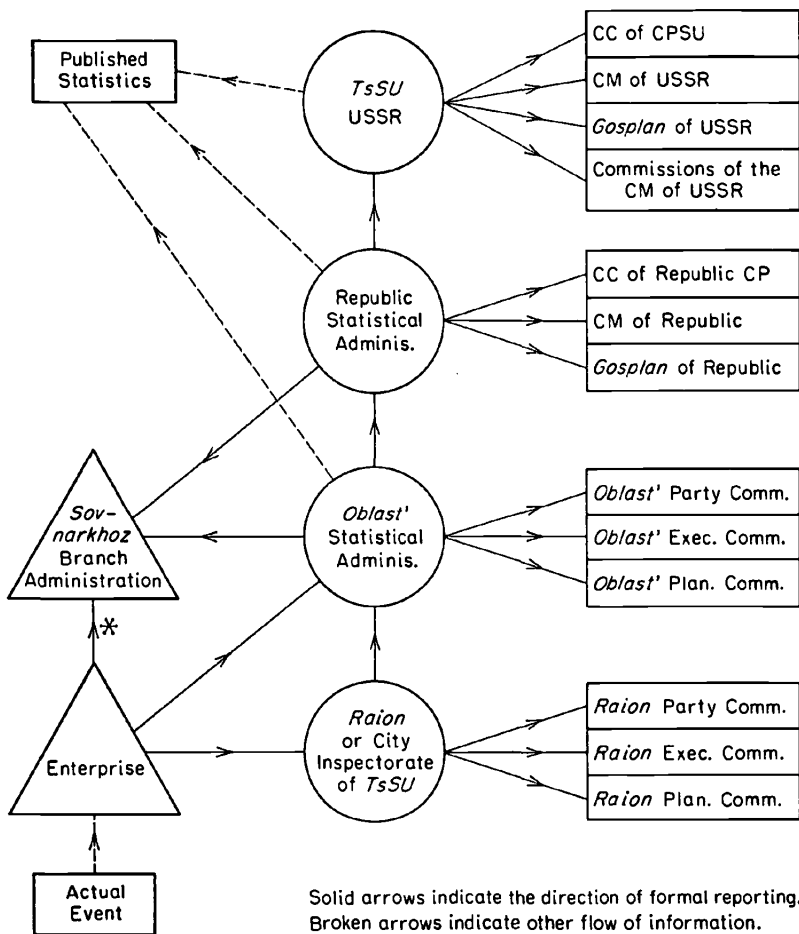 Published
Statistics
TsSU
USSR
CC of CPSU
CM of USSR
Gosplan of USSR
Commissions of the
CM of USSR
Republic
Statistical
Adminis.
CC of Republic CP
CM of Republic
Gosplan of Republic
Sov-
narkhoz
Branch
Administration
Oblast'
Statistical
Adminis.
Oblast' Party Comm.
Oblast' Exec. Comm.
Oblast' Plan. Comm.
*
Enterprise
Raion
or City
Inspectorate
of TsSU
Raion Party Comm.
Raion Exec. Comm.
Raion Plan. Comm.
Actual
Event
Solid arrows indicate the direction of formal reporting.
Broken arrows indicate other flow of information.